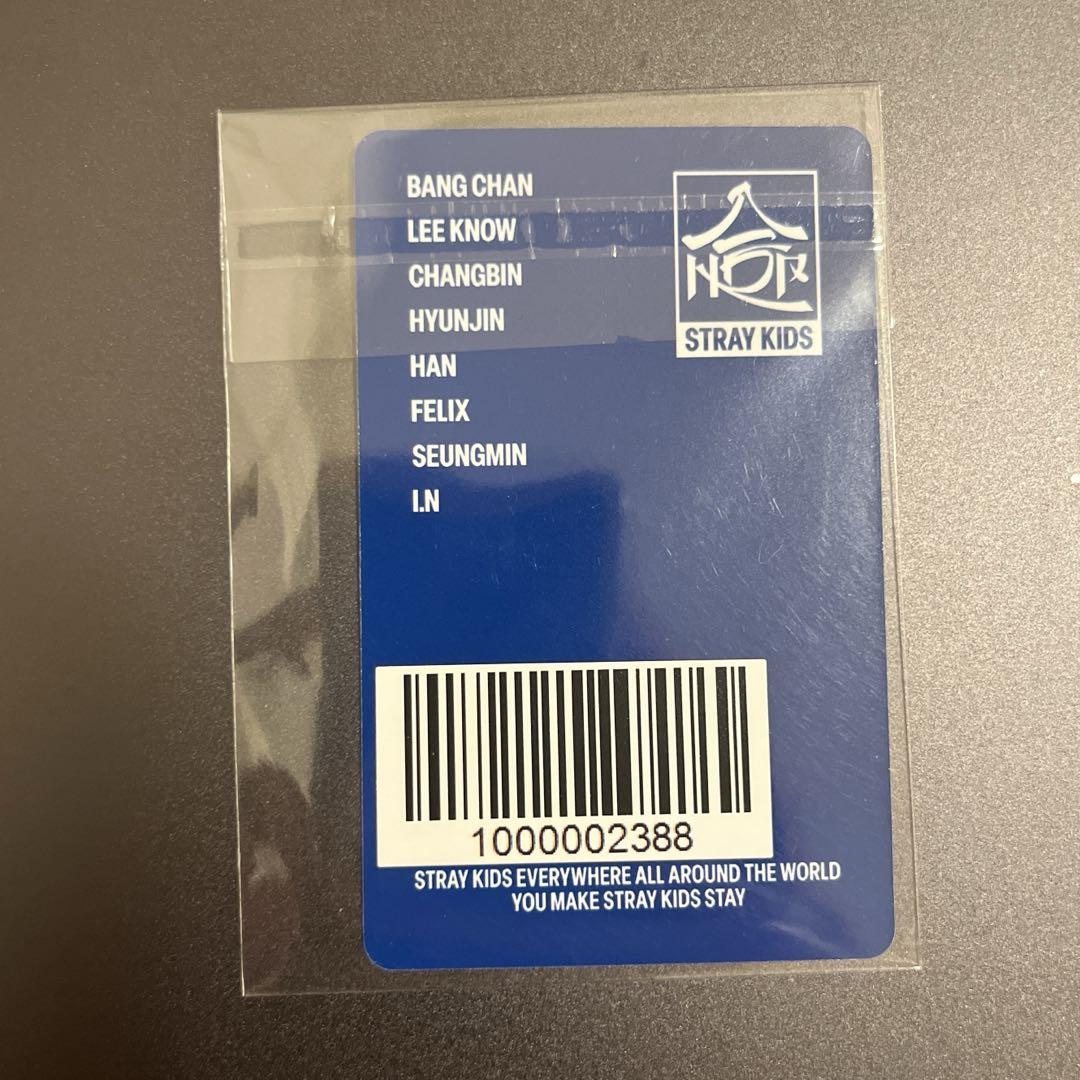 BANG CHAN
LEE KNOW
CHANGBIN
HYUNJIN
HAN
FELIX
SEUNGMIN
I.N
STRAY KIDS
1000002388
STRAY KIDS EVERYWHERE ALL AROUND THE WORLD
YOU MAKE STRAY KIDS STAY